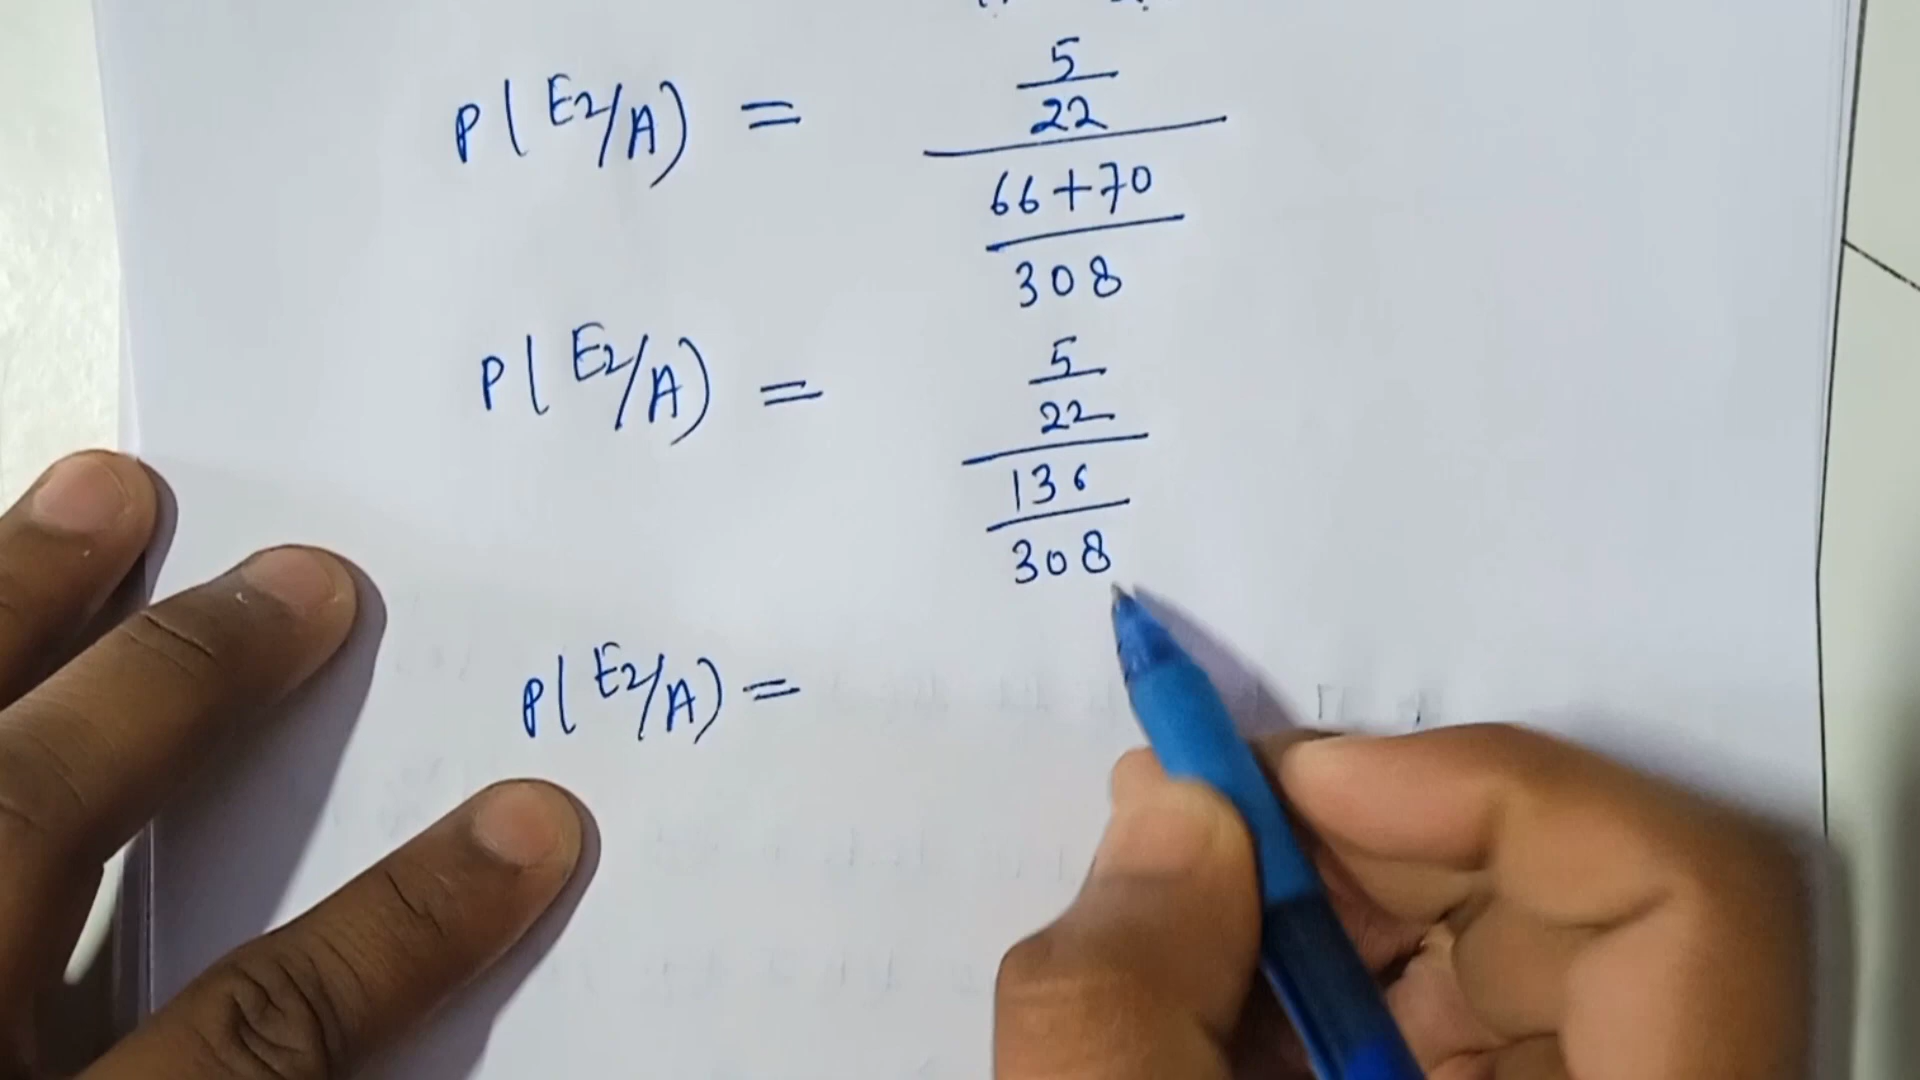 P(E2/A) = 5
22
66+70
308
P(E2/A) = 5
22
136
308
P(E2/A) =